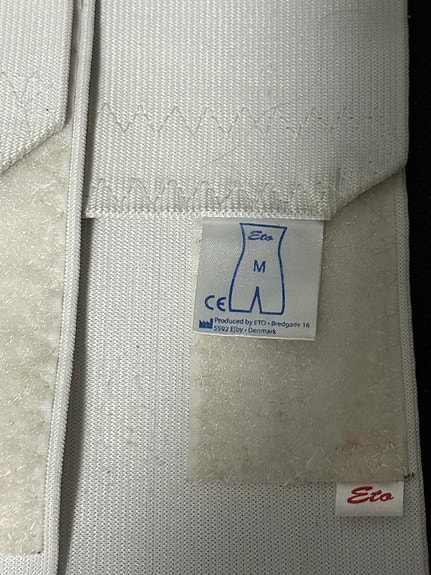 Eto
M
CE
Produced by ETO • Bredgade 16
5592 Ejby • Denmark
Eto